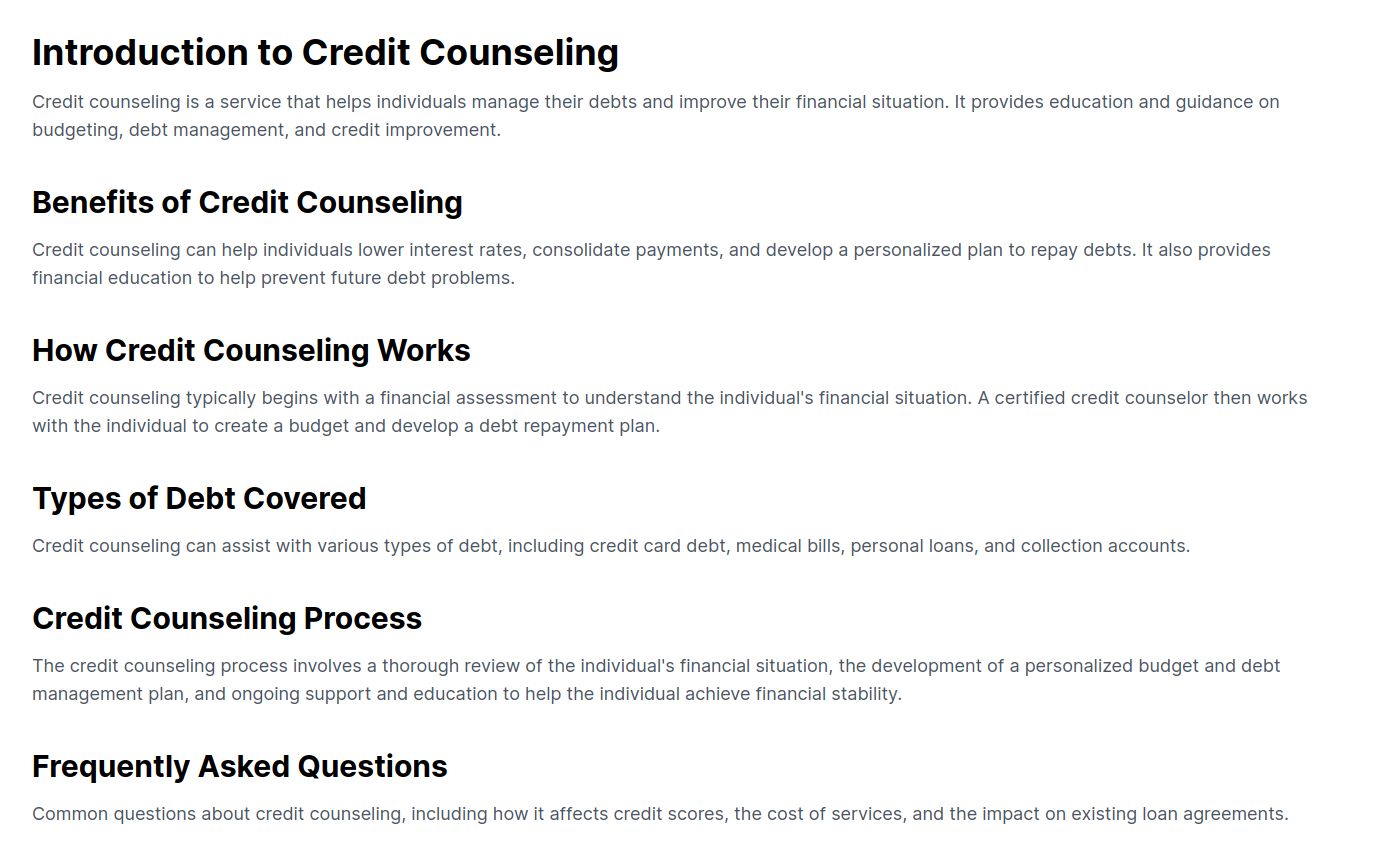 Introduction to Credit Counseling
Credit counseling is a service that helps individuals manage their debts and improve their financial situation. It provides education and guidance on
budgeting, debt management, and credit improvement.
Benefits of Credit Counseling
Credit counseling can help individuals lower interest rates, consolidate payments, and develop a personalized plan to repay debts. It also provides
financial education to help prevent future debt problems.
How Credit Counseling Works
Credit counseling typically begins with a financial assessment to understand the individual's financial situation. A certified credit counselor then works
with the individual to create a budget and develop a debt repayment plan.
Types of Debt Covered
Credit counseling can assist with various types of debt, including credit card debt, medical bills, personal loans, and collection accounts.
Credit Counseling Process
The credit counseling process involves a thorough review of the individual's financial situation, the development of a personalized budget and debt
management plan, and ongoing support and education to help the individual achieve financial stability.
Frequently Asked Questions
Common questions about credit counseling, including how it affects credit scores, the cost of services, and the impact on existing loan agreements.